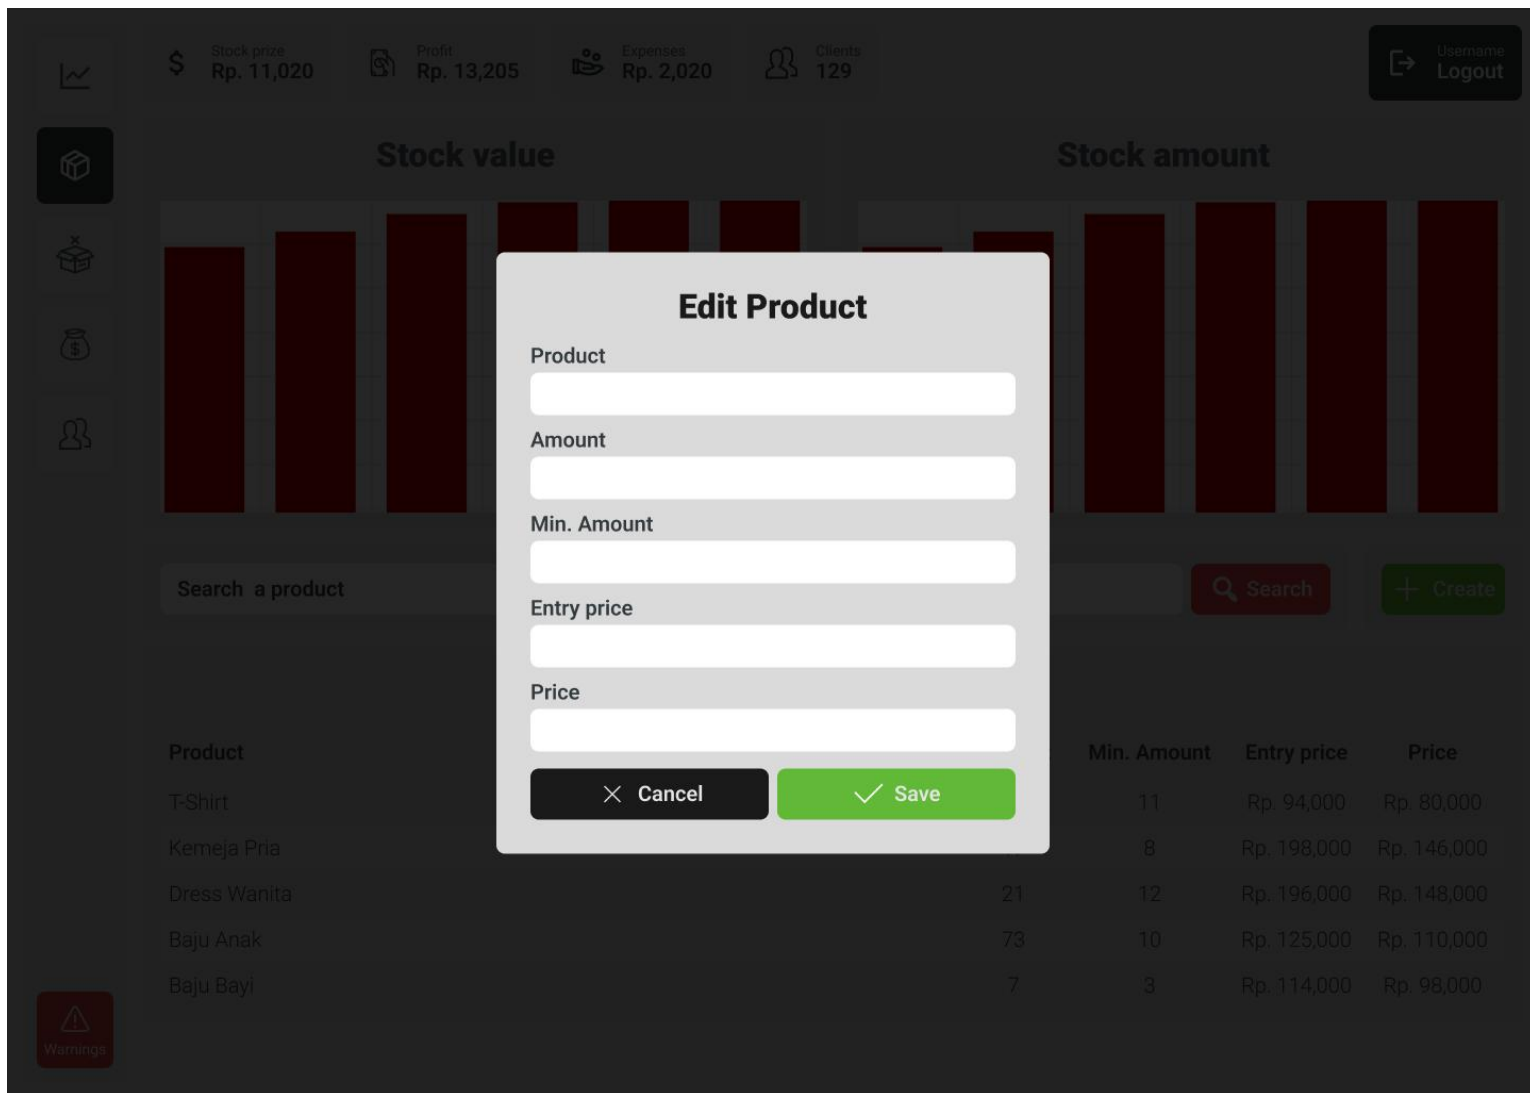 Stock prize
Rp. 11,020
Profit
Rp. 13,205
Expenses
Rp. 2,020
Clients
129
Username
Logout
Stock value
Stock amount
Edit Product
Product
Amount
Min. Amount
Entry price
Price
Cancel
Save
Search  a product
Search
Create
Product Min. Amount Entry price Price
T-Shirt 11 Rp. 94,000 Rp. 80,000
Kemeja Pria 8 Rp. 198,000 Rp. 146,000
Dress Wanita 21 12 Rp. 196,000 Rp. 148,000
Baju Anak 73 10 Rp. 125,000 Rp. 110,000
Baju Bayi 7 3 Rp. 114,000 Rp. 98,000
Warnings